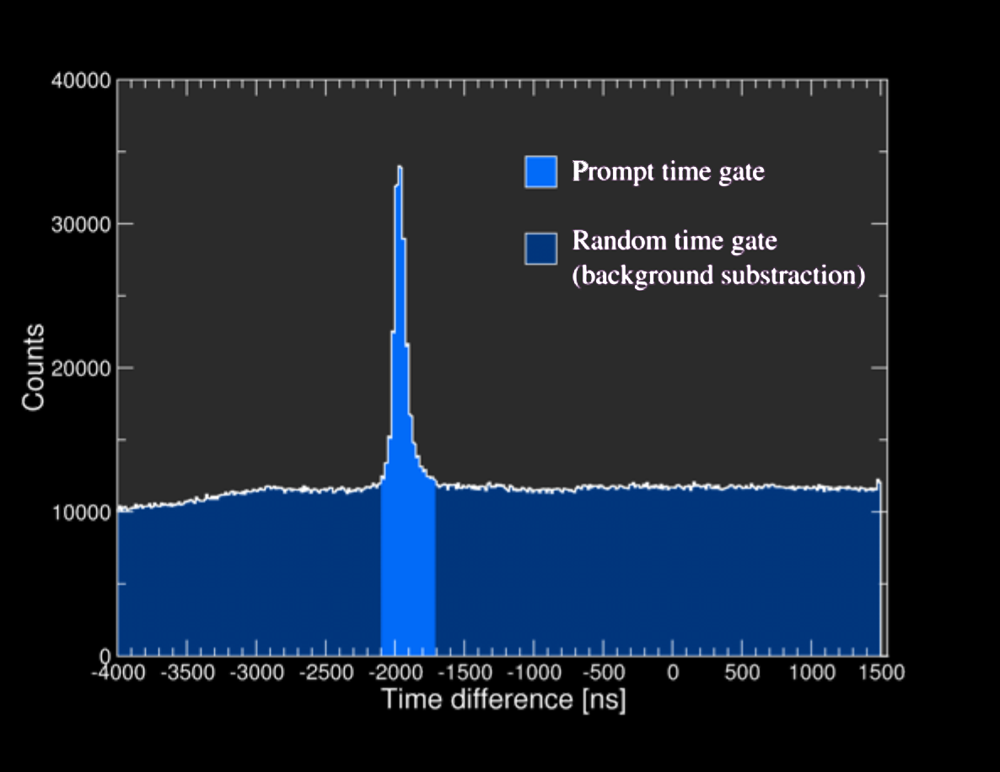 40000
30000
20000
10000
0
Counts
Prompt time gate
Random time gate
(background substraction)
-4000 -3500 -3000 -2500 -2000 -1500 -1000 -500 0 500 1000 1500
Time difference [ns]